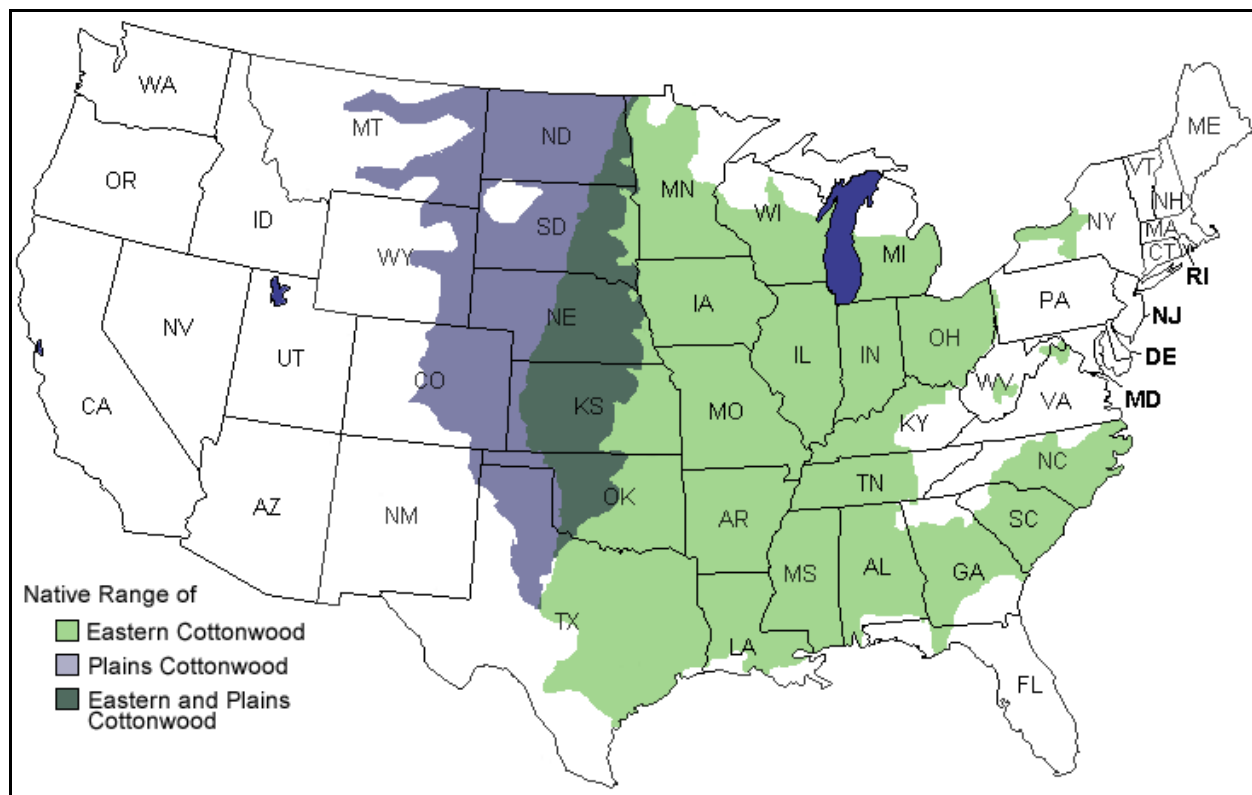 WA
MT
ND
OR
ID
WY
SD
MN
WI
MI
NY
VT
NH
ME
MA
CT
RI
NV
UT
CO
NE
IA
IL
IN
OH
PA
NJ
DE
MD
CA
AZ
NM
KS
MO
KY
WV
VA
OK
AR
TN
NC
SC
TX
LA
MS
AL
GA
FL
Native Range of
Eastern Cottonwood
Plains Cottonwood
Eastern and Plains
Cottonwood